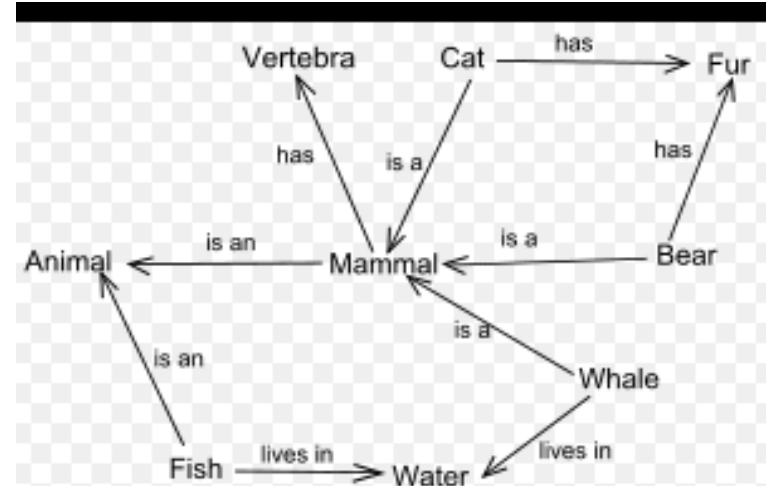 has
Vertebra
Cat
Fur
has
is a
has
is an
is a
Animal
Mammal
Bear
is a
is an
Whale
lives in
lives in
Fish
Water